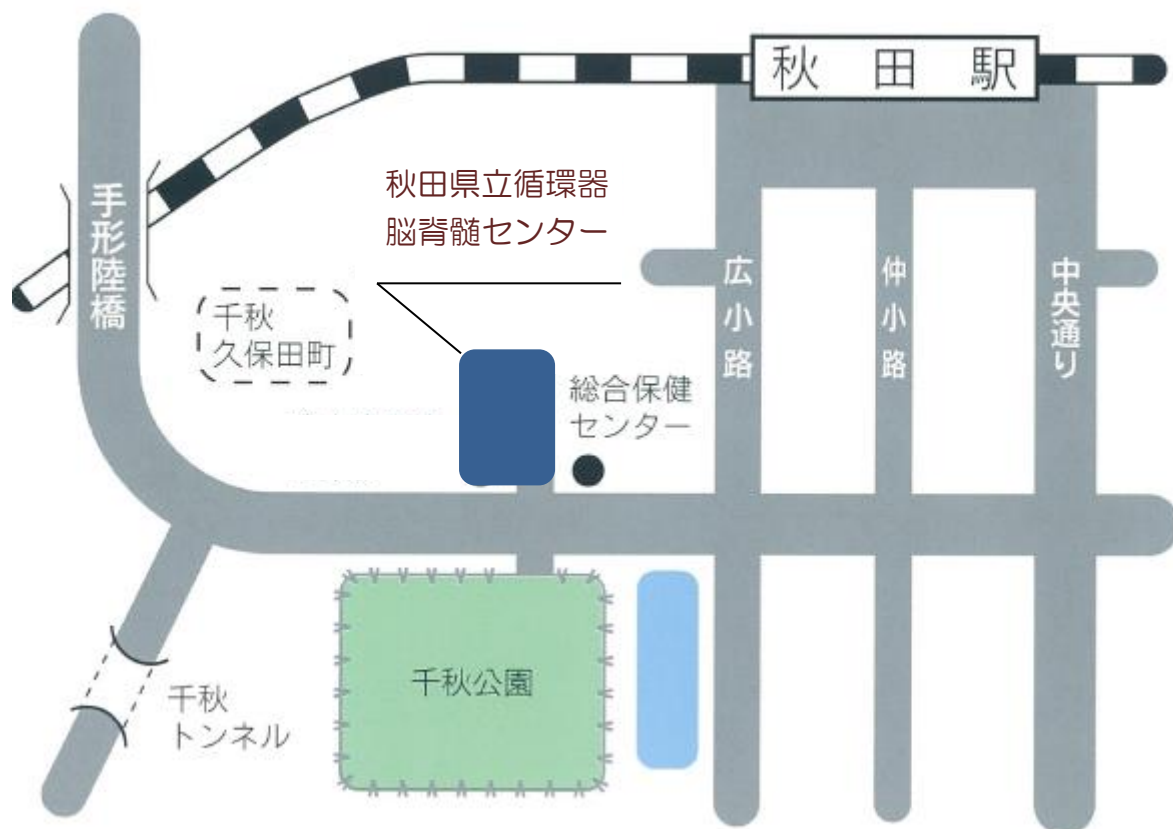 秋田駅
手形陸橋
秋田県立循環器
脳脊髄センター
広小路
仲小路
中央通り
千秋
久保田町
総合保健
センター
千秋公園
千秋
トンネル